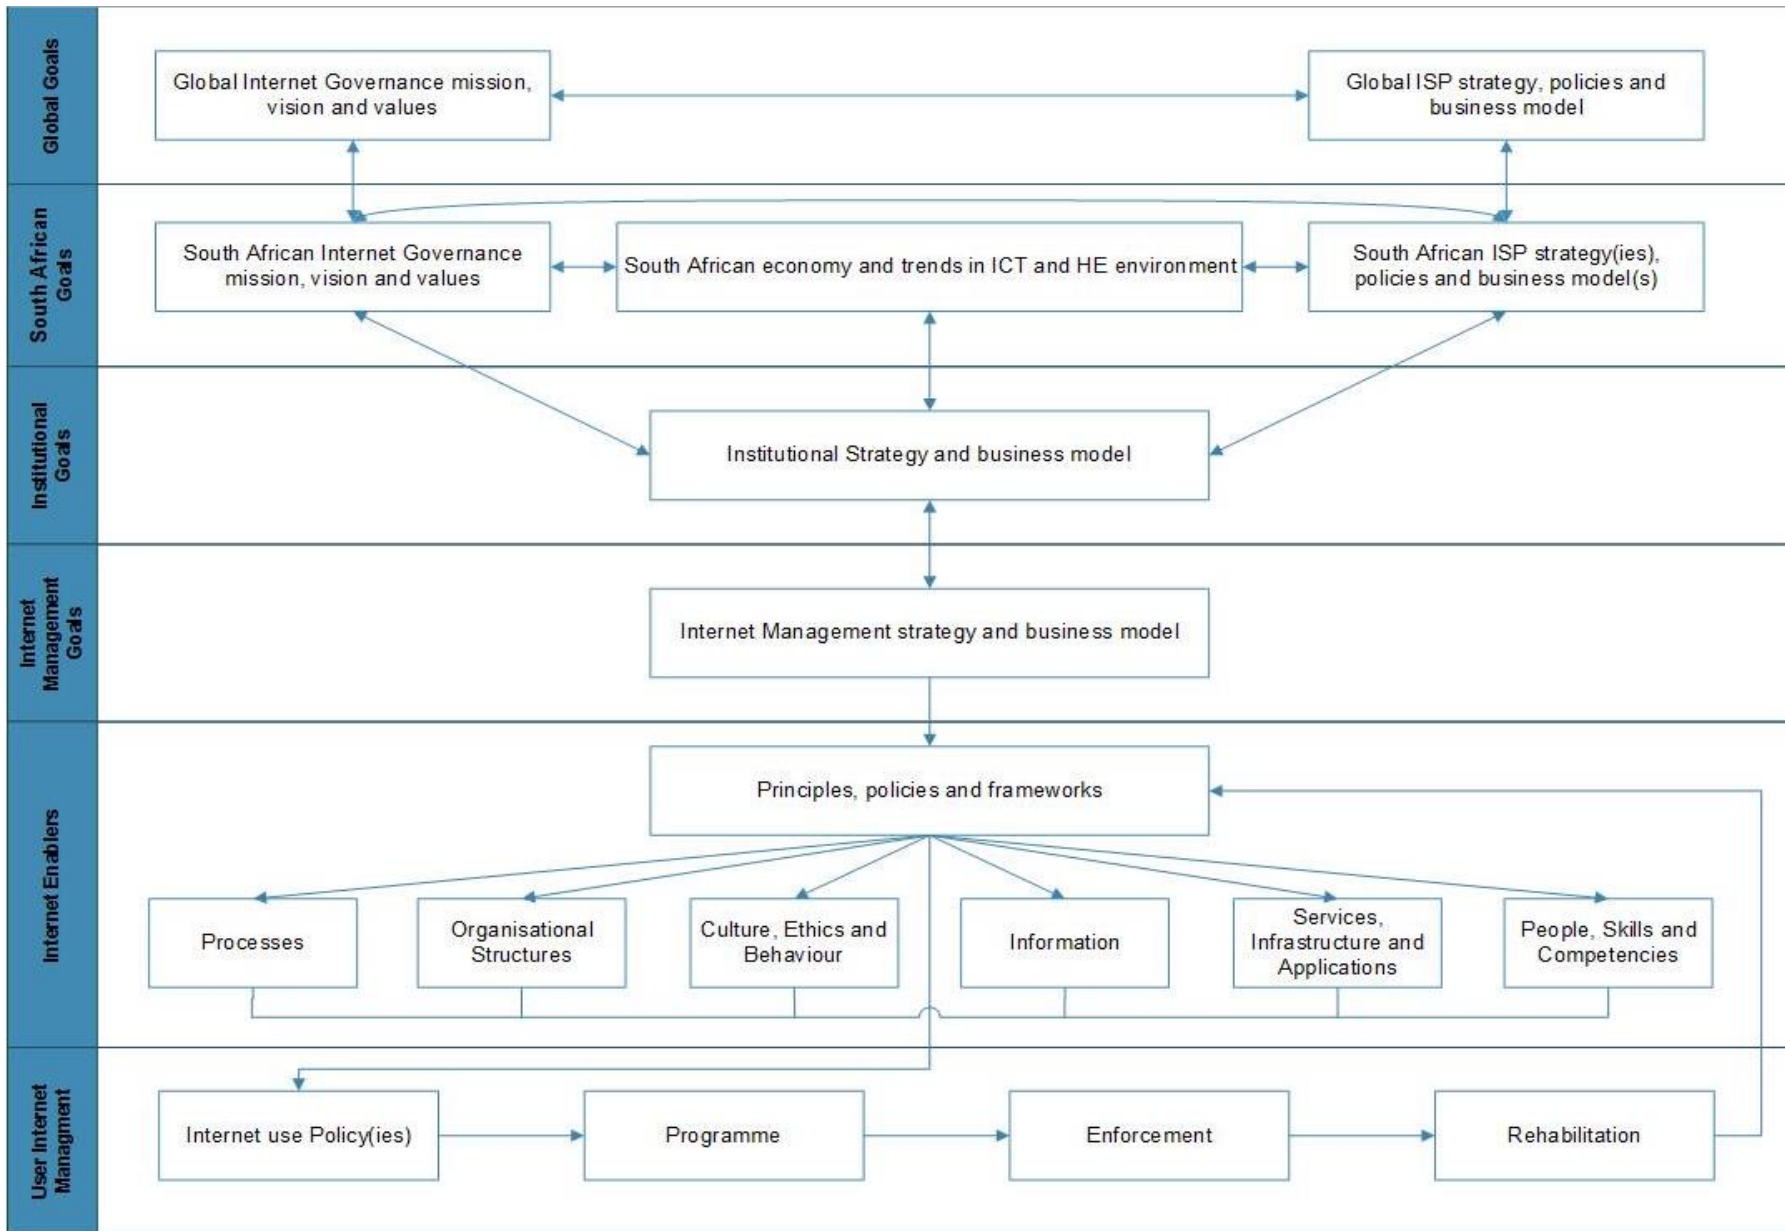 Global Goals
Global Internet Governance mission,
vision and values
Global ISP strategy, policies and
business model
South African
Goals
South African Internet Governance
mission, vision and values
South African economy and trends in ICT and HE environment
South African ISP strategy(ies),
policies and business model(s)
Institutional
Goals
Institutional Strategy and business model
Internet
Management
Goals
Internet Management strategy and business model
Internet Enablers
Principles, policies and frameworks
Processes
Organisational
Structures
Culture, Ethics and
Behaviour
Information
Services,
Infrastructure and
Applications
People, Skills and
Competencies
User Internet
Managment
Internet use Policy(ies)
Programme
Enforcement
Rehabilitation